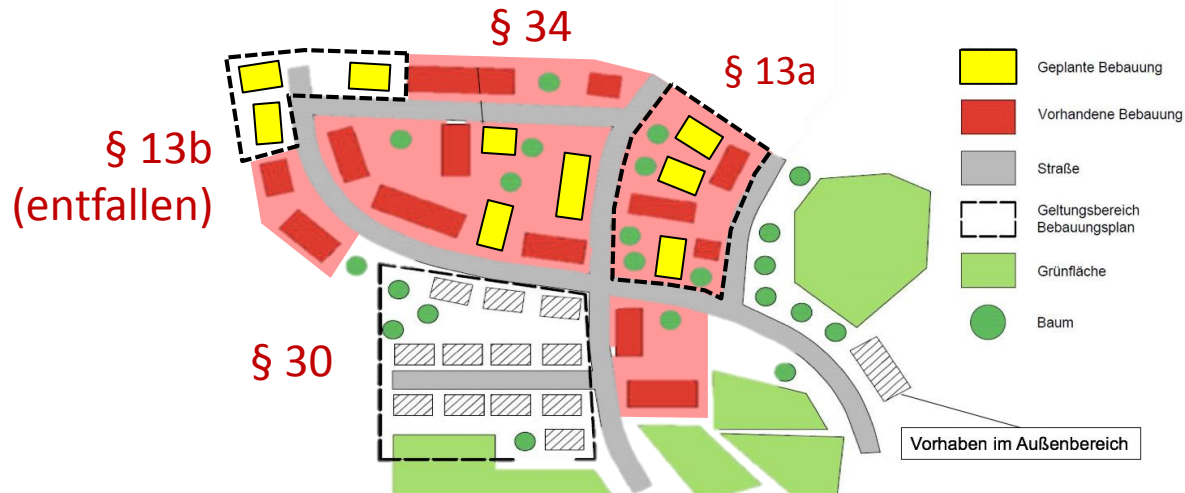 § 34
§ 13a
§ 13b
(entfallen)
§ 30
Geplante Bebauung
Vorhandene Bebauung
Straße
Geltungsbereich
Bebauungsplan
Grünfläche
Baum
Vorhaben im Außenbereich